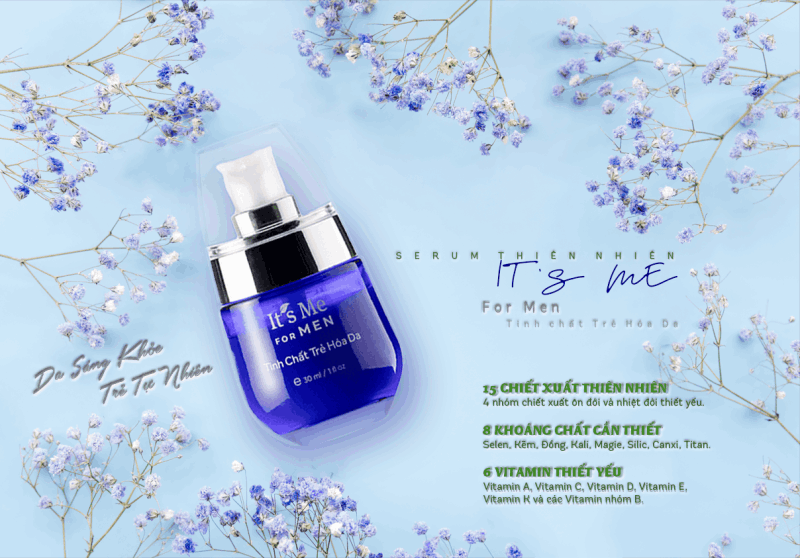 SERUM THIÊN NHIÊN
IT'S ME
For Men
Tinh chất Trẻ Hóa Da
It's Me
FOR MEN
Tinh Chất Trẻ Hóa Da
℮ 30 ml / 1 fl oz
Da Sáng Khỏe
Trẻ Tự Nhiên
15 CHIẾT XUẤT THIÊN NHIÊN
4 nhóm chiết xuất ôn đới và nhiệt đới thiết yếu.
8 KHOÁNG CHẤT CẦN THIẾT
Selen, Kẽm, Đồng, Kali, Magie, Silic, Canxi, Titan.
6 VITAMIN THIẾT YẾU
Vitamin A, Vitamin C, Vitamin D, Vitamin E,
Vitamin K và các Vitamin nhóm B.